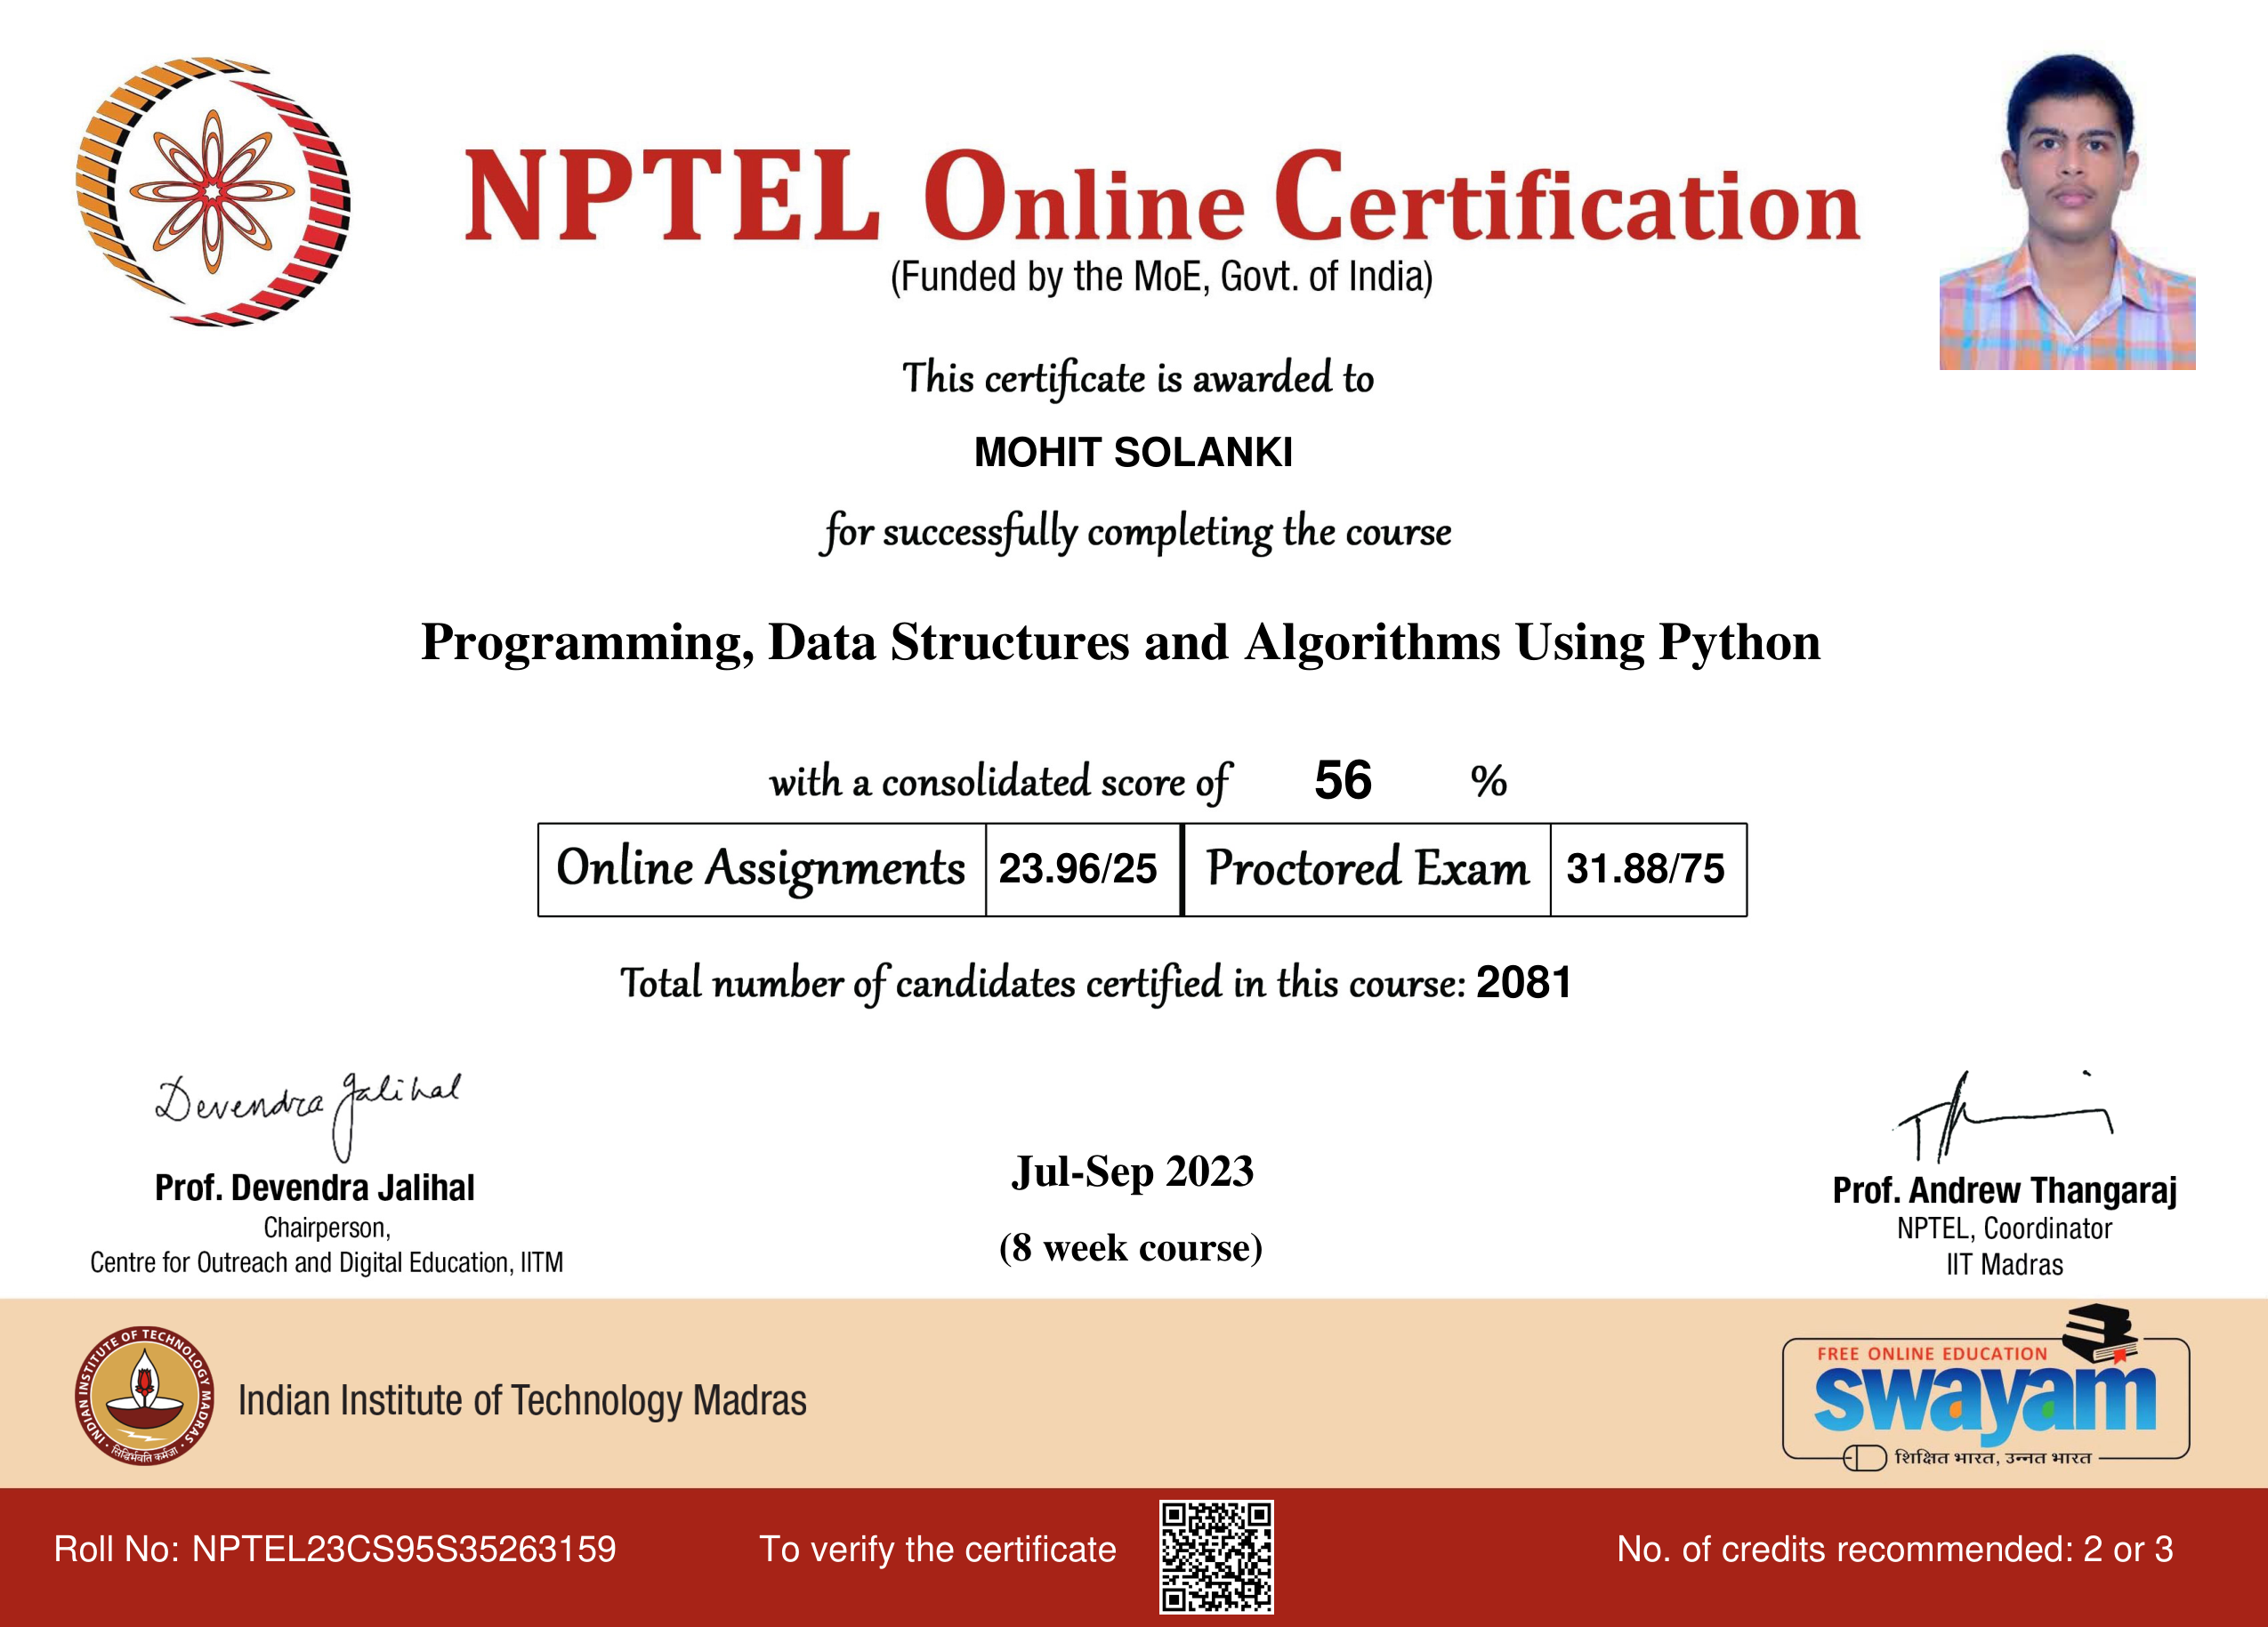 NPTEL Online Certification
(Funded by the MoE, Govt. of India)
This certificate is awarded to
MOHIT SOLANKI
for successfully completing the course
Programming, Data Structures and Algorithms Using Python
with a consolidated score of 56 %
Online Assignments 23.96/25 Proctored Exam 31.88/75
Total number of candidates certified in this course: 2081
Devendra Jalihal
Prof. Devendra Jalihal
Chairperson,
Centre for Outreach and Digital Education, IITM
Jul-Sep 2023
(8 week course)
Prof. Andrew Thangaraj
NPTEL, Coordinator
IIT Madras
INDIAN INSTITUTE OF TECHNOLOGY MADRAS
सिद्धिर्भवति कर्मजा
Indian Institute of Technology Madras
FREE ONLINE EDUCATION
swayam
शिक्षित भारत, उन्नत भारत
Roll No: NPTEL23CS95S35263159
To verify the certificate
No. of credits recommended: 2 or 3